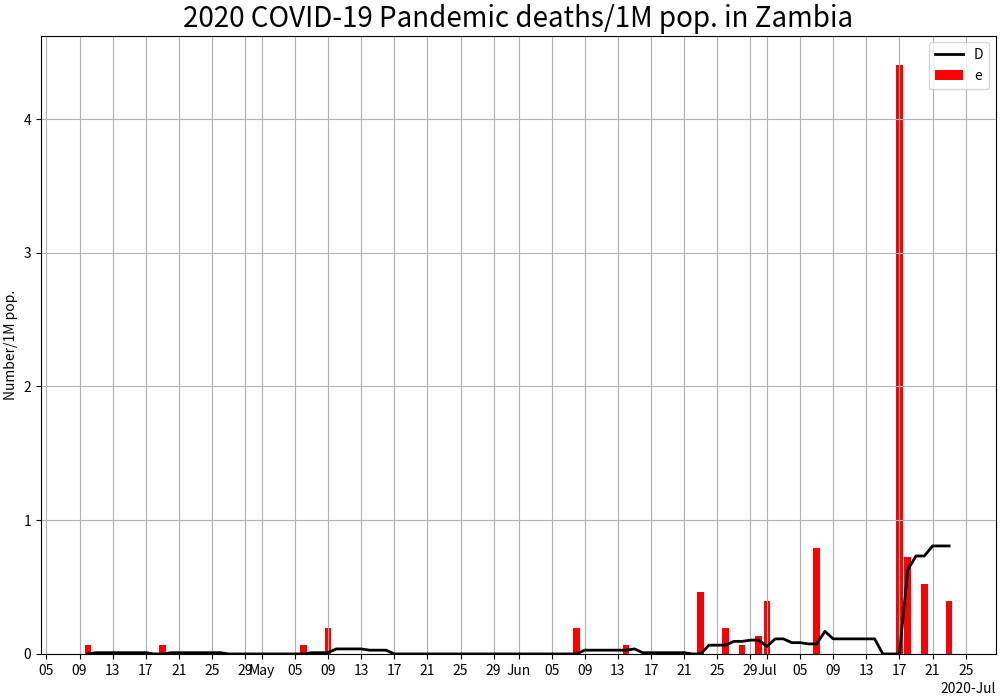 2020 COVID-19 Pandemic deaths/1M pop. in Zambia
D
e
Number/1M pop.
4
3
2
1
0
05 09 13 17 21 25 29 May 05 09 13 17 21 25 29 Jun 05 09 13 17 21 25 29 Jul 05 09 13 17 21 25
2020-Jul